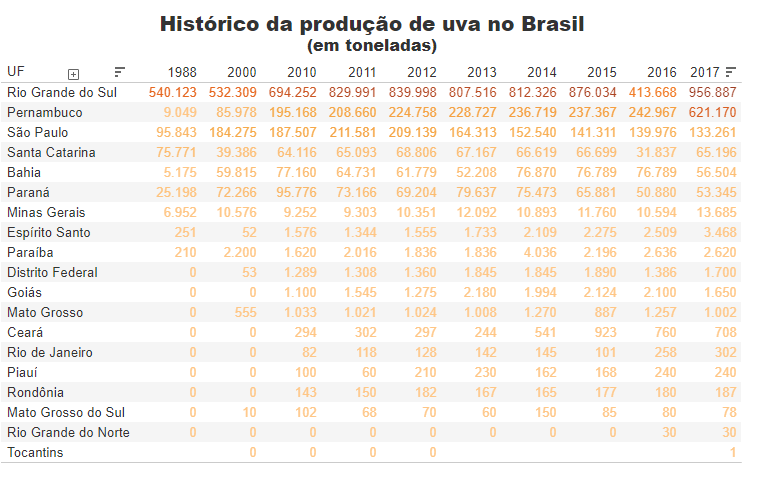 Histórico da produção de uva no Brasil
(em toneladas)
UF 1988 2000 2010 2011 2012 2013 2014 2015 2016 2017
Rio Grande do Sul 540.123 532.309 694.252 829.991 839.998 807.516 812.326 876.034 413.668 956.887
Pernambuco 9.049 85.978 195.168 208.660 224.758 228.727 236.719 237.367 242.967 621.170
São Paulo 95.843 184.275 187.507 211.581 209.139 164.313 152.540 141.311 139.976 133.261
Santa Catarina 75.771 39.386 64.116 65.093 68.806 67.167 66.619 66.699 31.837 65.196
Bahia 5.175 59.815 77.160 64.731 61.779 52.208 76.870 76.789 76.789 56.504
Paraná 25.198 72.266 95.776 73.166 69.204 79.637 75.473 65.881 50.880 53.345
Minas Gerais 6.952 10.576 9.252 9.303 10.351 12.092 10.893 11.760 10.594 13.685
Espírito Santo 251 52 1.576 1.344 1.555 1.733 2.109 2.275 2.509 3.468
Paraíba 210 2.200 1.620 2.016 1.836 1.836 4.036 2.196 2.636 2.620
Distrito Federal 0 53 1.289 1.308 1.360 1.845 1.845 1.890 1.386 1.700
Goiás 0 0 1.100 1.545 1.275 2.180 1.994 2.124 2.100 1.650
Mato Grosso 0 555 1.033 1.021 1.024 1.008 1.270 887 1.257 1.002
Ceará 0 0 294 302 297 244 541 923 760 708
Rio de Janeiro 0 0 82 118 128 142 145 101 258 302
Piauí 0 0 100 60 210 230 162 168 240 240
Rondônia 0 0 143 150 182 167 165 177 180 187
Mato Grosso do Sul 0 10 102 68 70 60 150 85 80 78
Rio Grande do Norte 0 0 0 0 0 0 0 0 30 30
Tocantins 0 0 0 0 1